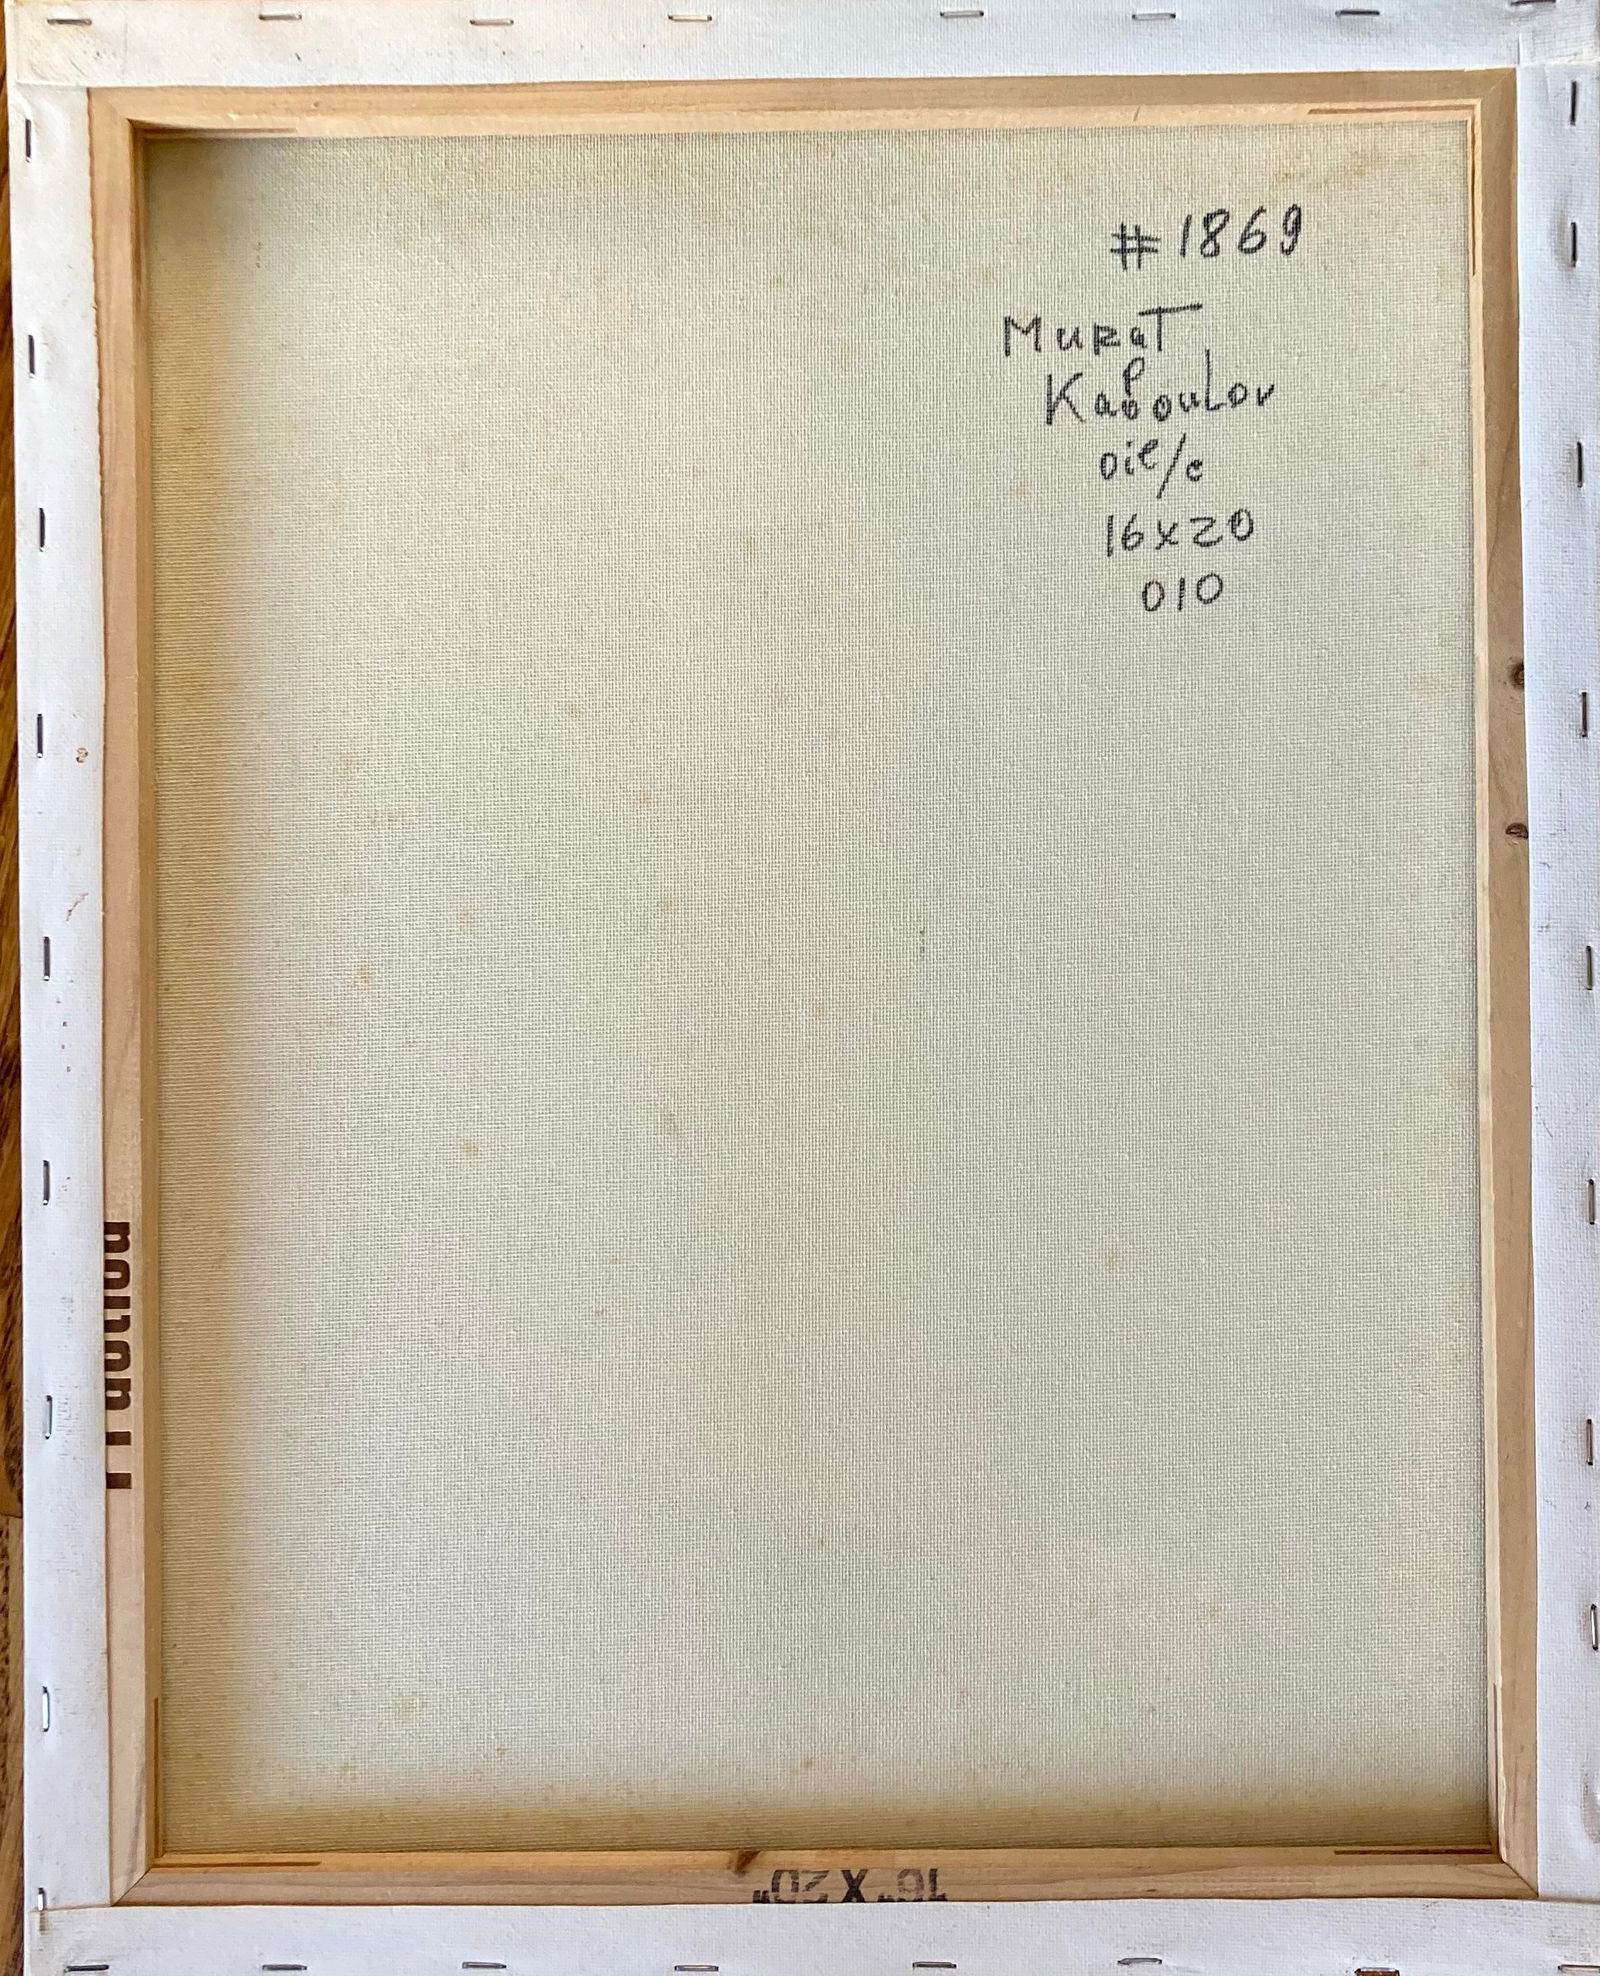 #1869
Murat
Kaboulov
oil/c
16x20
010
16" X 20"